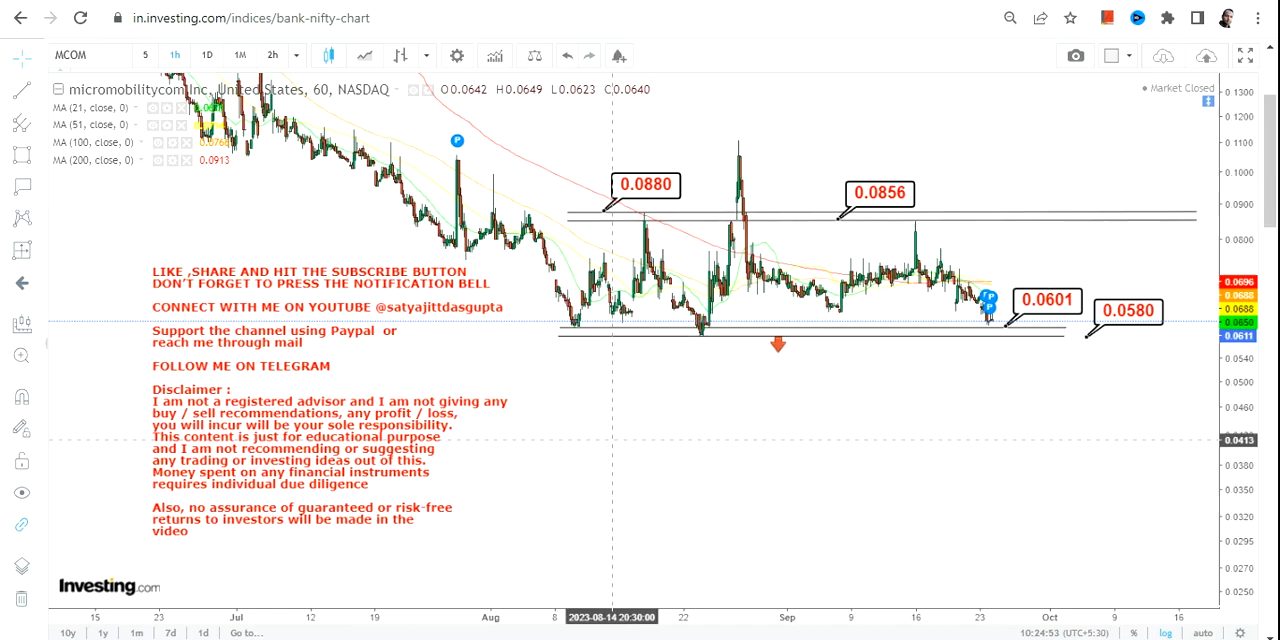 in.investing.com/indices/bank-nifty-chart
MCOM 5 1h 1D 1M 2h
micromobilitycom Inc, United States, 60, NASDAQ O0.0642 H0.0649 L0.0623 C0.0640
Market Closed
MA (21, close, 0)
MA (51, close, 0)
MA (100, close, 0)
MA (200, close, 0) 0.0913
0.0880
0.0856
0.0601
0.0580
LIKE ,SHARE AND HIT THE SUBSCRIBE BUTTON
DON'T FORGET TO PRESS THE NOTIFICATION BELL
CONNECT WITH ME ON YOUTUBE @satyajittdasgupta
Support the channel using Paypal or
reach me through mail
FOLLOW ME ON TELEGRAM
Disclaimer :
I am not a registered advisor and I am not giving any
buy / sell recommendations, any profit / loss,
you will incur will be your sole responsibility.
This content is just for educational purpose
and I am not recommending or suggesting
any trading or investing ideas out of this.
Money spent on any financial instruments
requires individual due diligence
Also, no assurance of guaranteed or risk-free
returns to investors will be made in the
video
0.1300
0.1200
0.1100
0.1000
0.0900
0.0800
0.0696
0.0688
0.0688
0.0650
0.0611
0.0540
0.0500
0.0460
0.0413
0.0380
0.0350
0.0320
0.0295
0.0270
0.0250
Investing.com
15 23 Jul 12 19 Aug 2023-08-14 20:30:00 22 Sep 9 16 23 Oct 9 16
10y 1y 1m 7d 1d Go to... 10:24:53 (UTC+5:30) % log auto